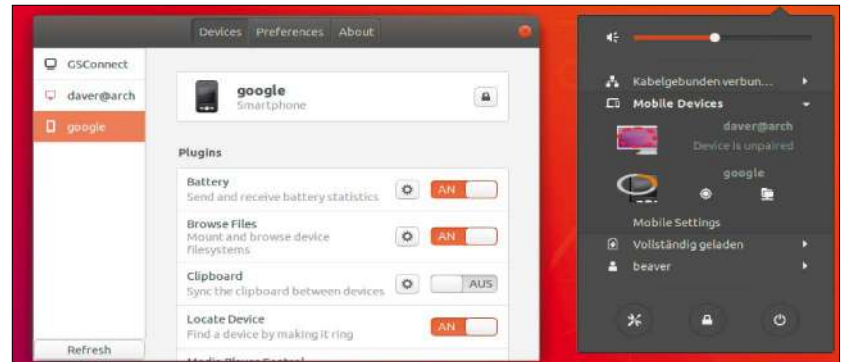 Devices Preferences About
GSConnect
daver@arch
google
Refresh
google
Smartphone
Plugins
Battery
Send and receive battery statistics
AN
Browse Files
Mount and browse device
filesystems
AN
Clipboard
Sync the clipboard between devices
AUS
Locate Device
Find a device by making it ring
AN
Media Player Control
Kabelgebunden verbun...
Mobile Devices
daver@arch
Device is unpaired
google
Mobile Settings
Vollständig geladen
beaver